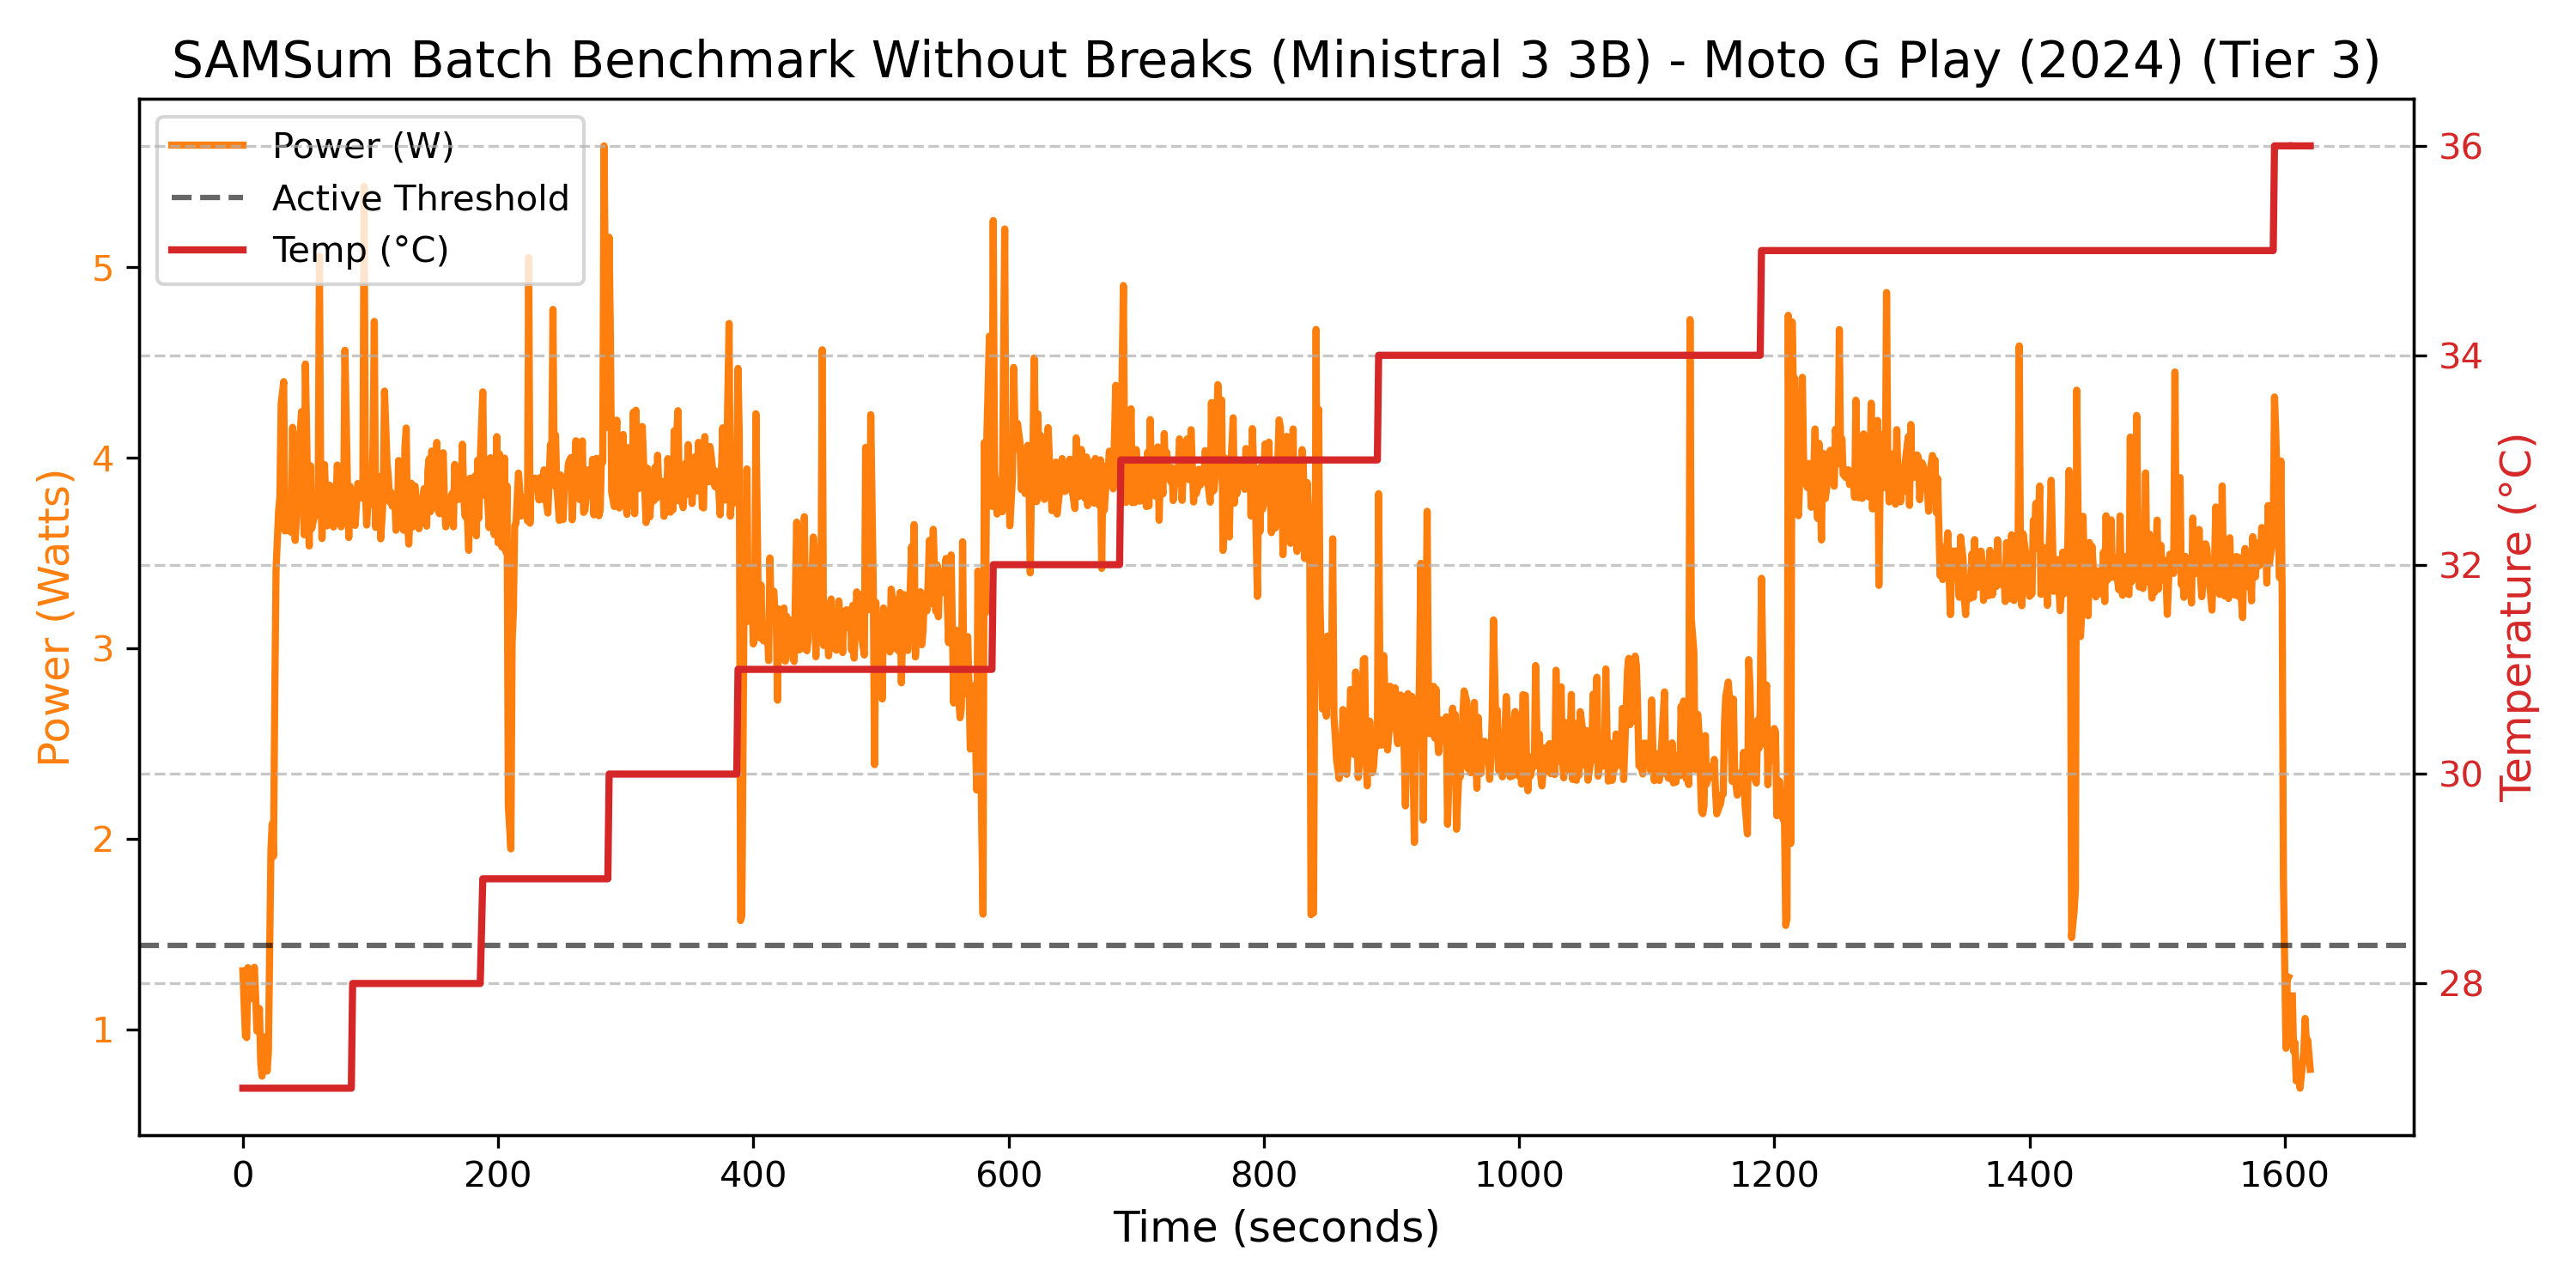 SAMSum Batch Benchmark Without Breaks (Ministral 3 3B) - Moto G Play (2024) (Tier 3)
Power (W)
Active Threshold
Temp (°C)
Power (Watts)
5
4
3
2
1
36
34
32
30
28
Temperature (°C)
0 200 400 600 800 1000 1200 1400 1600
Time (seconds)